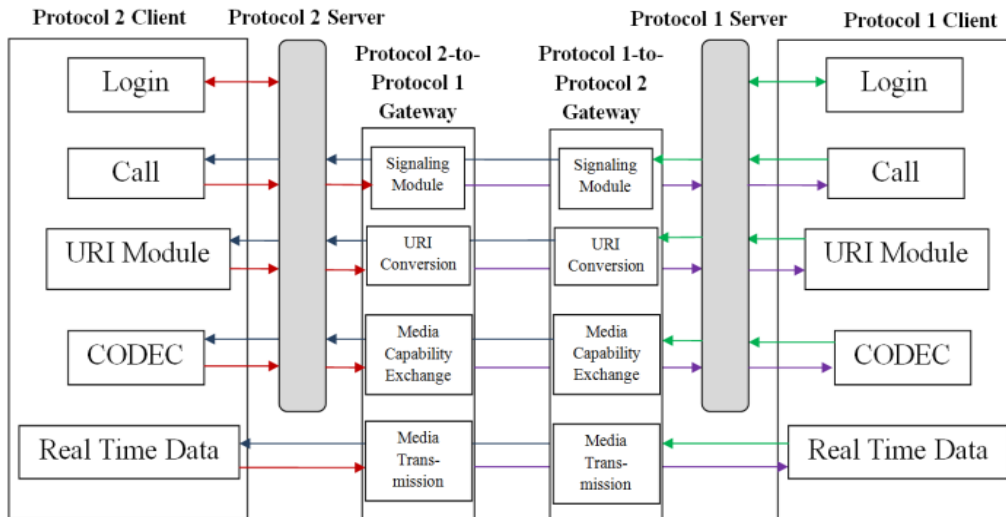 Protocol 2 Client
Protocol 2 Server
Protocol 1 Server
Protocol 1 Client
Protocol 2-to-
Protocol 1
Gateway
Protocol 1-to-
Protocol 2
Gateway
Login
Login
Call
Signaling
Module
Signaling
Module
Call
URI Module
URI
Conversion
URI
Conversion
URI Module
CODEC
Media
Capability
Exchange
Media
Capability
Exchange
CODEC
Real Time Data
Media
Trans-
mission
Media
Trans-
mission
Real Time Data